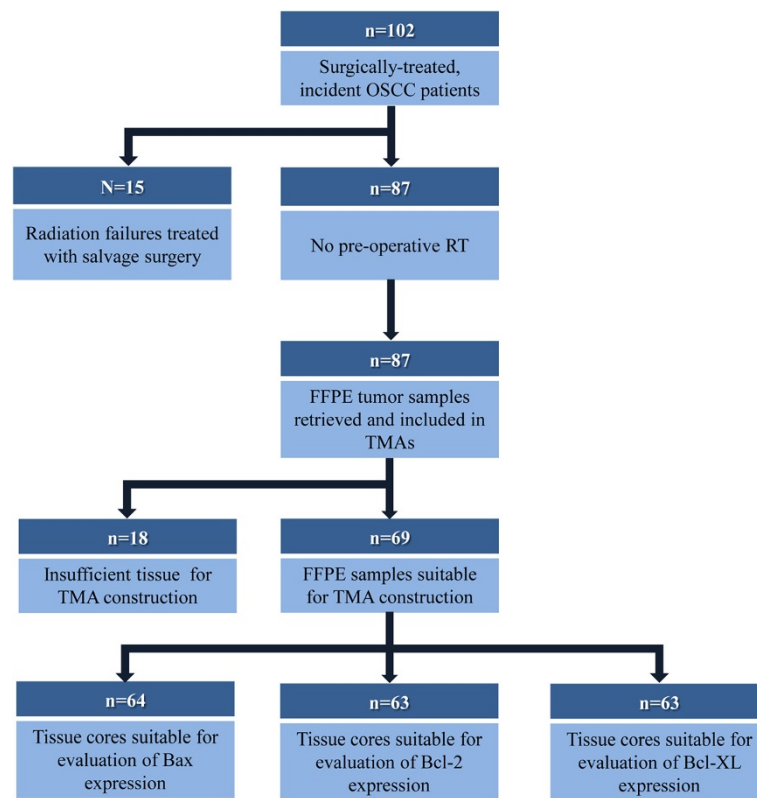 n=102
Surgically-treated,
incident OSCC patients
N=15
Radiation failures treated
with salvage surgery
n=87
No pre-operative RT
n=87
FFPE tumor samples
retrieved and included in
TMAs
n=18
Insufficient tissue for
TMA construction
n=69
FFPE samples suitable
for TMA construction
n=64
Tissue cores suitable for
evaluation of Bax
expression
n=63
Tissue cores suitable for
evaluation of Bcl-2
expression
n=63
Tissue cores suitable for
evaluation of Bcl-XL
expression